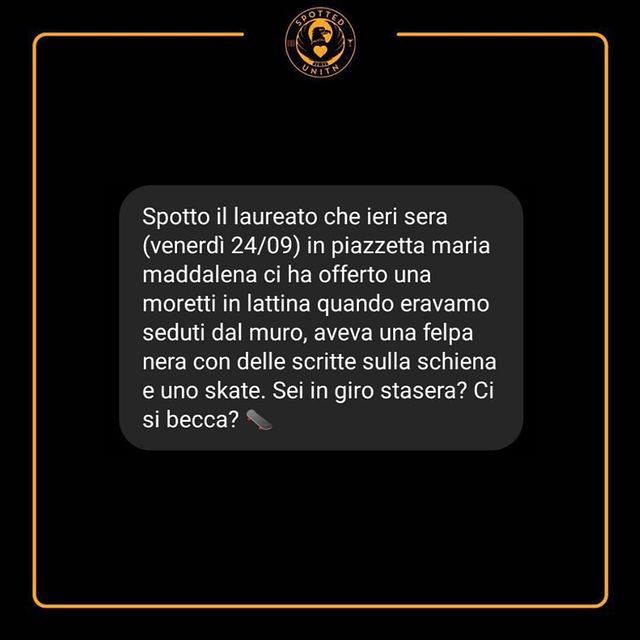 SPOTTED
UNITN
Spotto il laureato che ieri sera
(venerdì 24/09) in piazzetta maria
maddalena ci ha offerto una
moretti in lattina quando eravamo
seduti dal muro, aveva una felpa
nera con delle scritte sulla schiena
e uno skate. Sei in giro stasera? Ci
si becca? 🛹